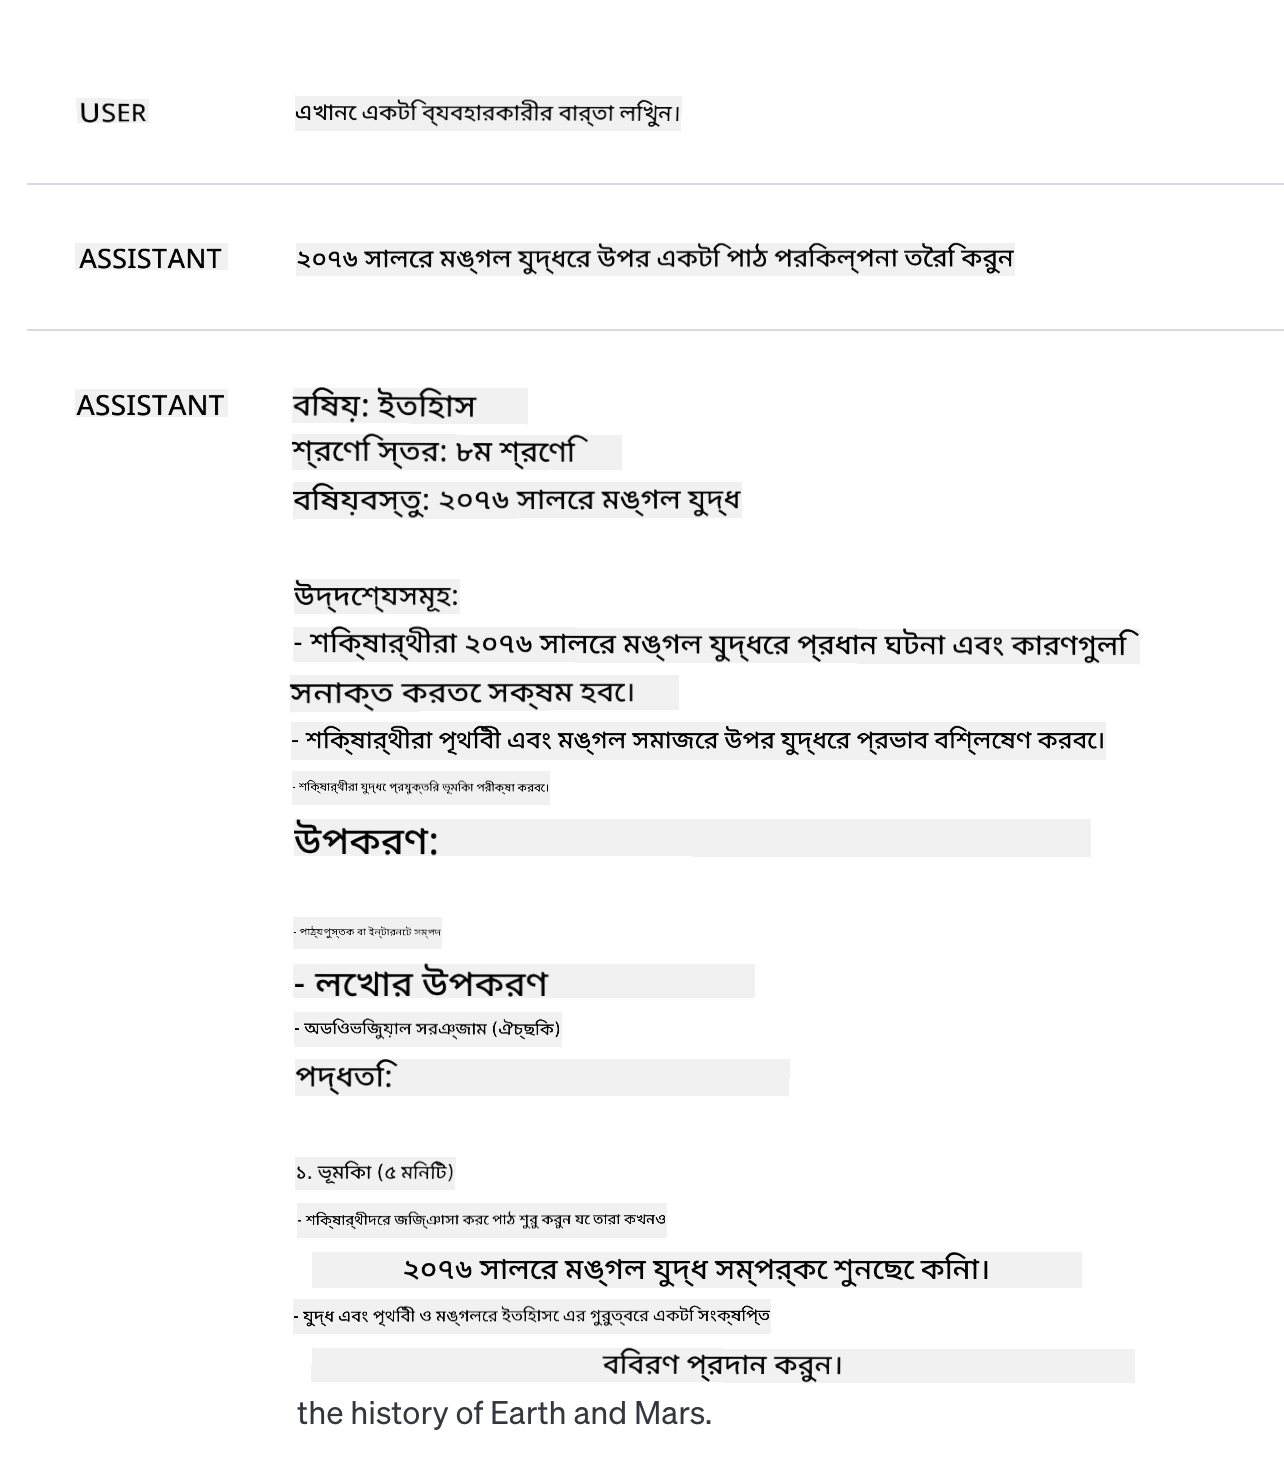 USER
এখানে একটি ব্যবহারকারীর বার্তা লিখুন।
ASSISTANT
২০৭৬ সালের মঙ্গল যুদ্ধের উপর একটি পাঠ পরিকল্পনা তৈরি করুন
ASSISTANT
বিষয়: ইতিহাস
শ্রেণি স্তর: ৮ম শ্রেণি
বিষয়বস্তু: ২০৭৬ সালের মঙ্গল যুদ্ধ
উদ্দেশ্যসমূহ:
- শিক্ষার্থীরা ২০৭৬ সালের মঙ্গল যুদ্ধের প্রধান ঘটনা এবং কারণগুলি
সনাক্ত করতে সক্ষম হবে।
- শিক্ষার্থীরা পৃথিবী এবং মঙ্গল সমাজের উপর যুদ্ধের প্রভাব বিশ্লেষণ করবে।
- শিক্ষার্থীরা যুদ্ধে প্রযুক্তির ভূমিকা পরীক্ষা করবে।
উপকরণ:
- পাঠ্যপুস্তক বা ইন্টারনেট সম্পদ
- লেখার উপকরণ
- অডিওভিজ্যুয়াল সরঞ্জাম (ঐচ্ছিক)
পদ্ধতি:
১. ভূমিকা (৫ মিনিট)
- শিক্ষার্থীদের জিজ্ঞাসা করে পাঠ শুরু করুন যে তারা কখনও
২০৭৬ সালের মঙ্গল যুদ্ধ সম্পর্কে শুনেছে কিনা।
- যুদ্ধ এবং পৃথিবী ও মঙ্গলের ইতিহাসে এর গুরুত্বের একটি সংক্ষিপ্ত
বিবরণ প্রদান করুন।
the history of Earth and Mars.